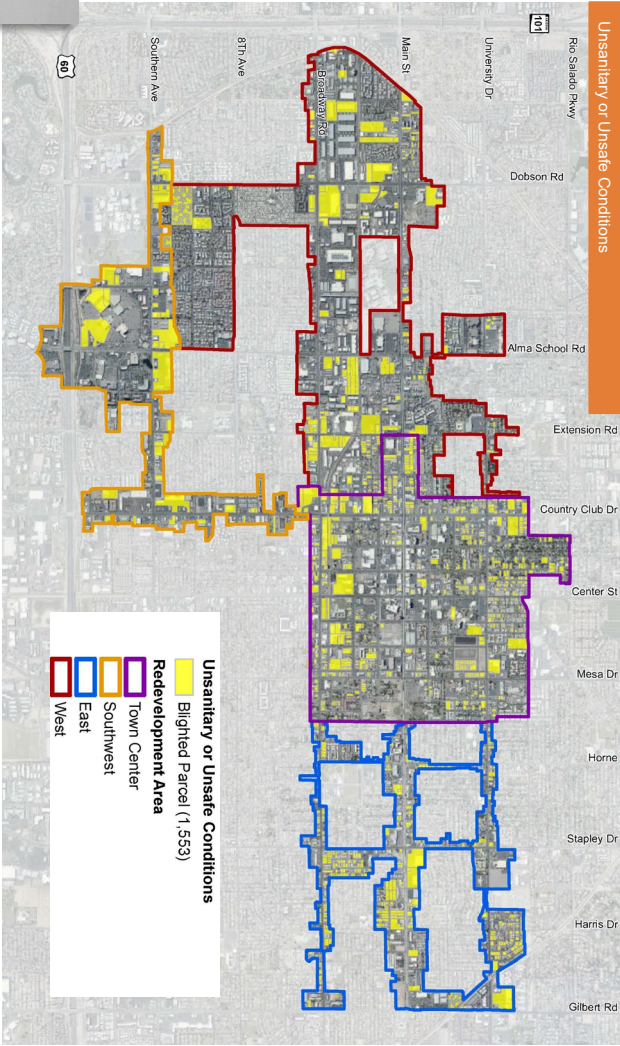 Unsanitary or Unsafe Conditions
Rio Salado Pkwy
University Dr
Main St
Broadway Rd
8Th Ave
Southern Ave
101
60
Dobson Rd
Alma School Rd
Extension Rd
Country Club Dr
Center St
Mesa Dr
Horne
Stapley Dr
Harris Dr
Gilbert Rd
Unsanitary or Unsafe Conditions
Blighted Parcel (1,553)
Redevelopment Area
Town Center
Southwest
East
West